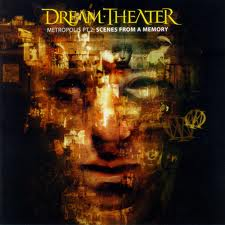 DREAM THEATER
METROPOLIS PT. 2: SCENES FROM A MEMORY